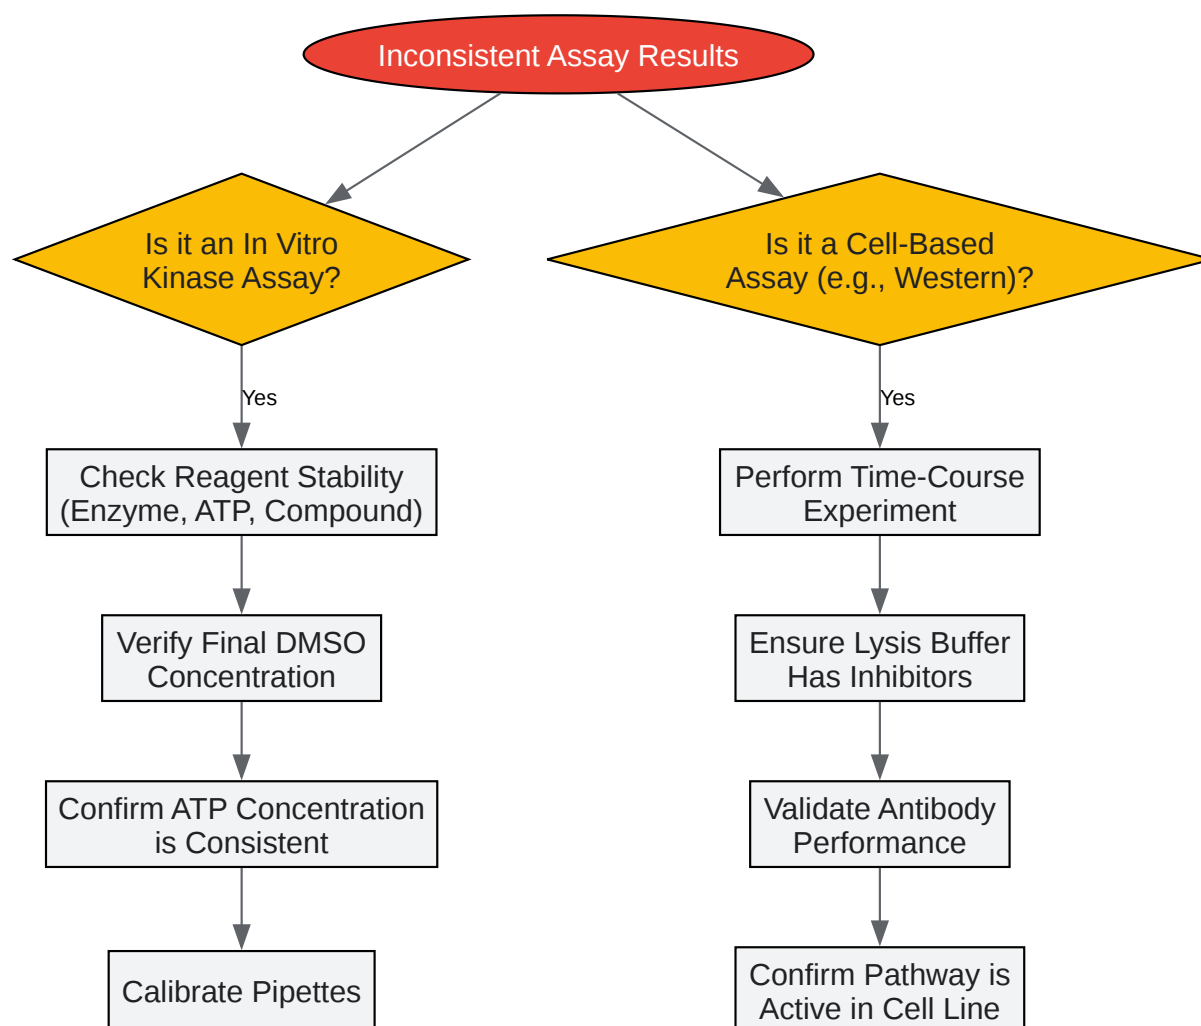 Inconsistent Assay Results
Is it an In Vitro
Kinase Assay?
Is it a Cell-Based
Assay (e.g., Western)?
Yes
Yes
Check Reagent Stability
(Enzyme, ATP, Compound)
Perform Time-Course
Experiment
Verify Final DMSO
Concentration
Ensure Lysis Buffer
Has Inhibitors
Confirm ATP Concentration
is Consistent
Validate Antibody
Performance
Calibrate Pipettes
Confirm Pathway is
Active in Cell Line